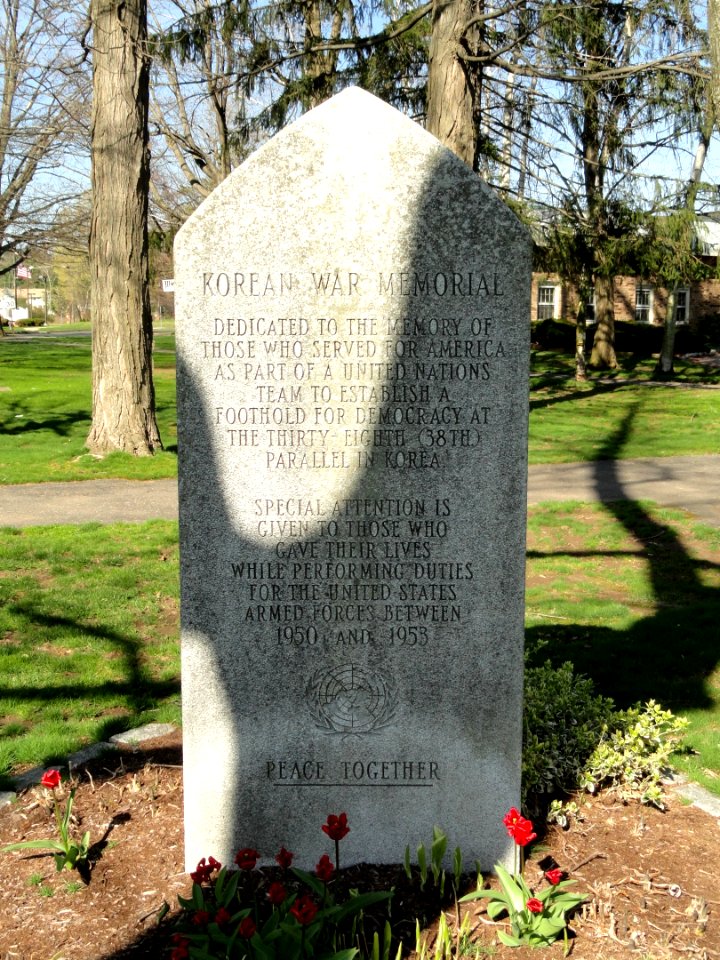 KOREAN WAR MEMORIAL
DEDICATED TO THE MEMORY OF
THOSE WHO SERVED FOR AMERICA
AS PART OF A UNITED NATIONS
TEAM TO ESTABLISH A
FOOTHOLD FOR DEMOCRACY AT
THE THIRTY-EIGHTH (38TH)
PARALLEL IN KOREA
SPECIAL ATTENTION IS
GIVEN TO THOSE WHO
GAVE THEIR LIVES
WHILE PERFORMING DUTIES
FOR THE UNITED STATES
ARMED FORCES BETWEEN
1950 AND 1953
PEACE TOGETHER